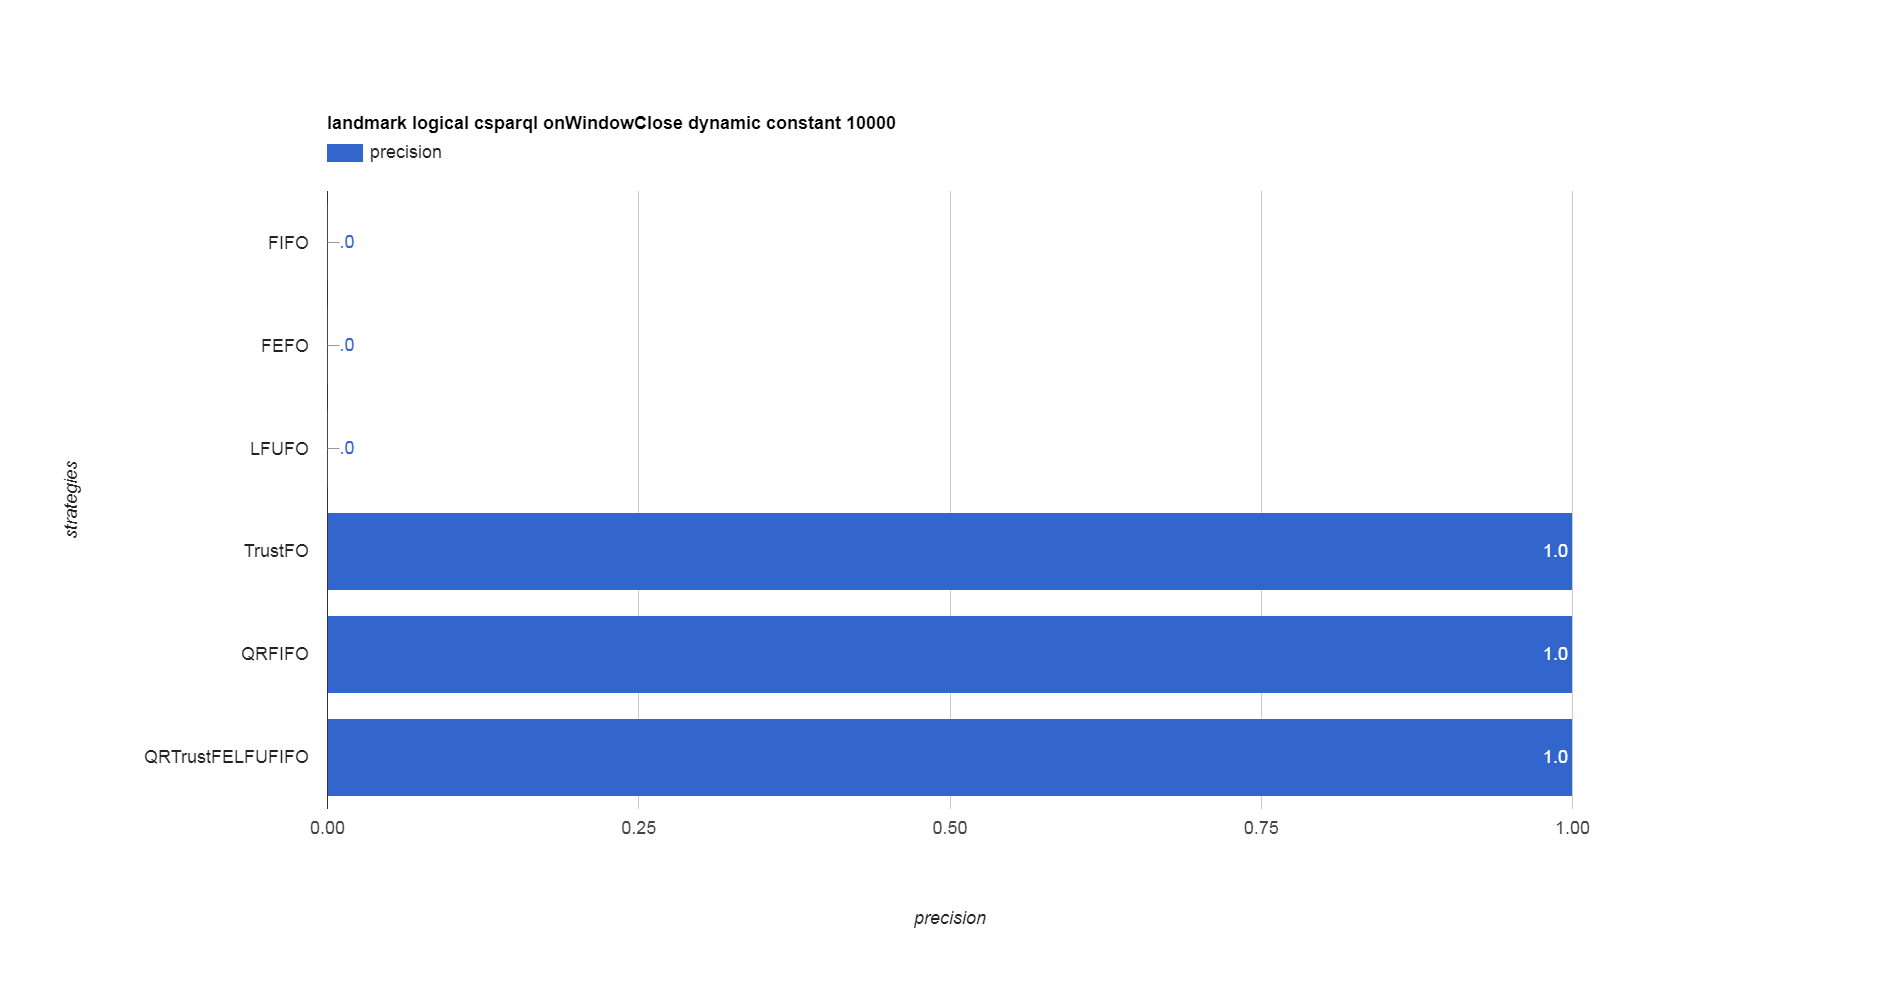 landmark logical csparql onWindowClose dynamic constant 10000
precision
FIFO .0
FEFO .0
LFUFO .0
strategies
TrustFO 1.0
QRFIFO 1.0
QRTrustFELFUFIFO 1.0
0.00 0.25 0.50 0.75 1.00
precision